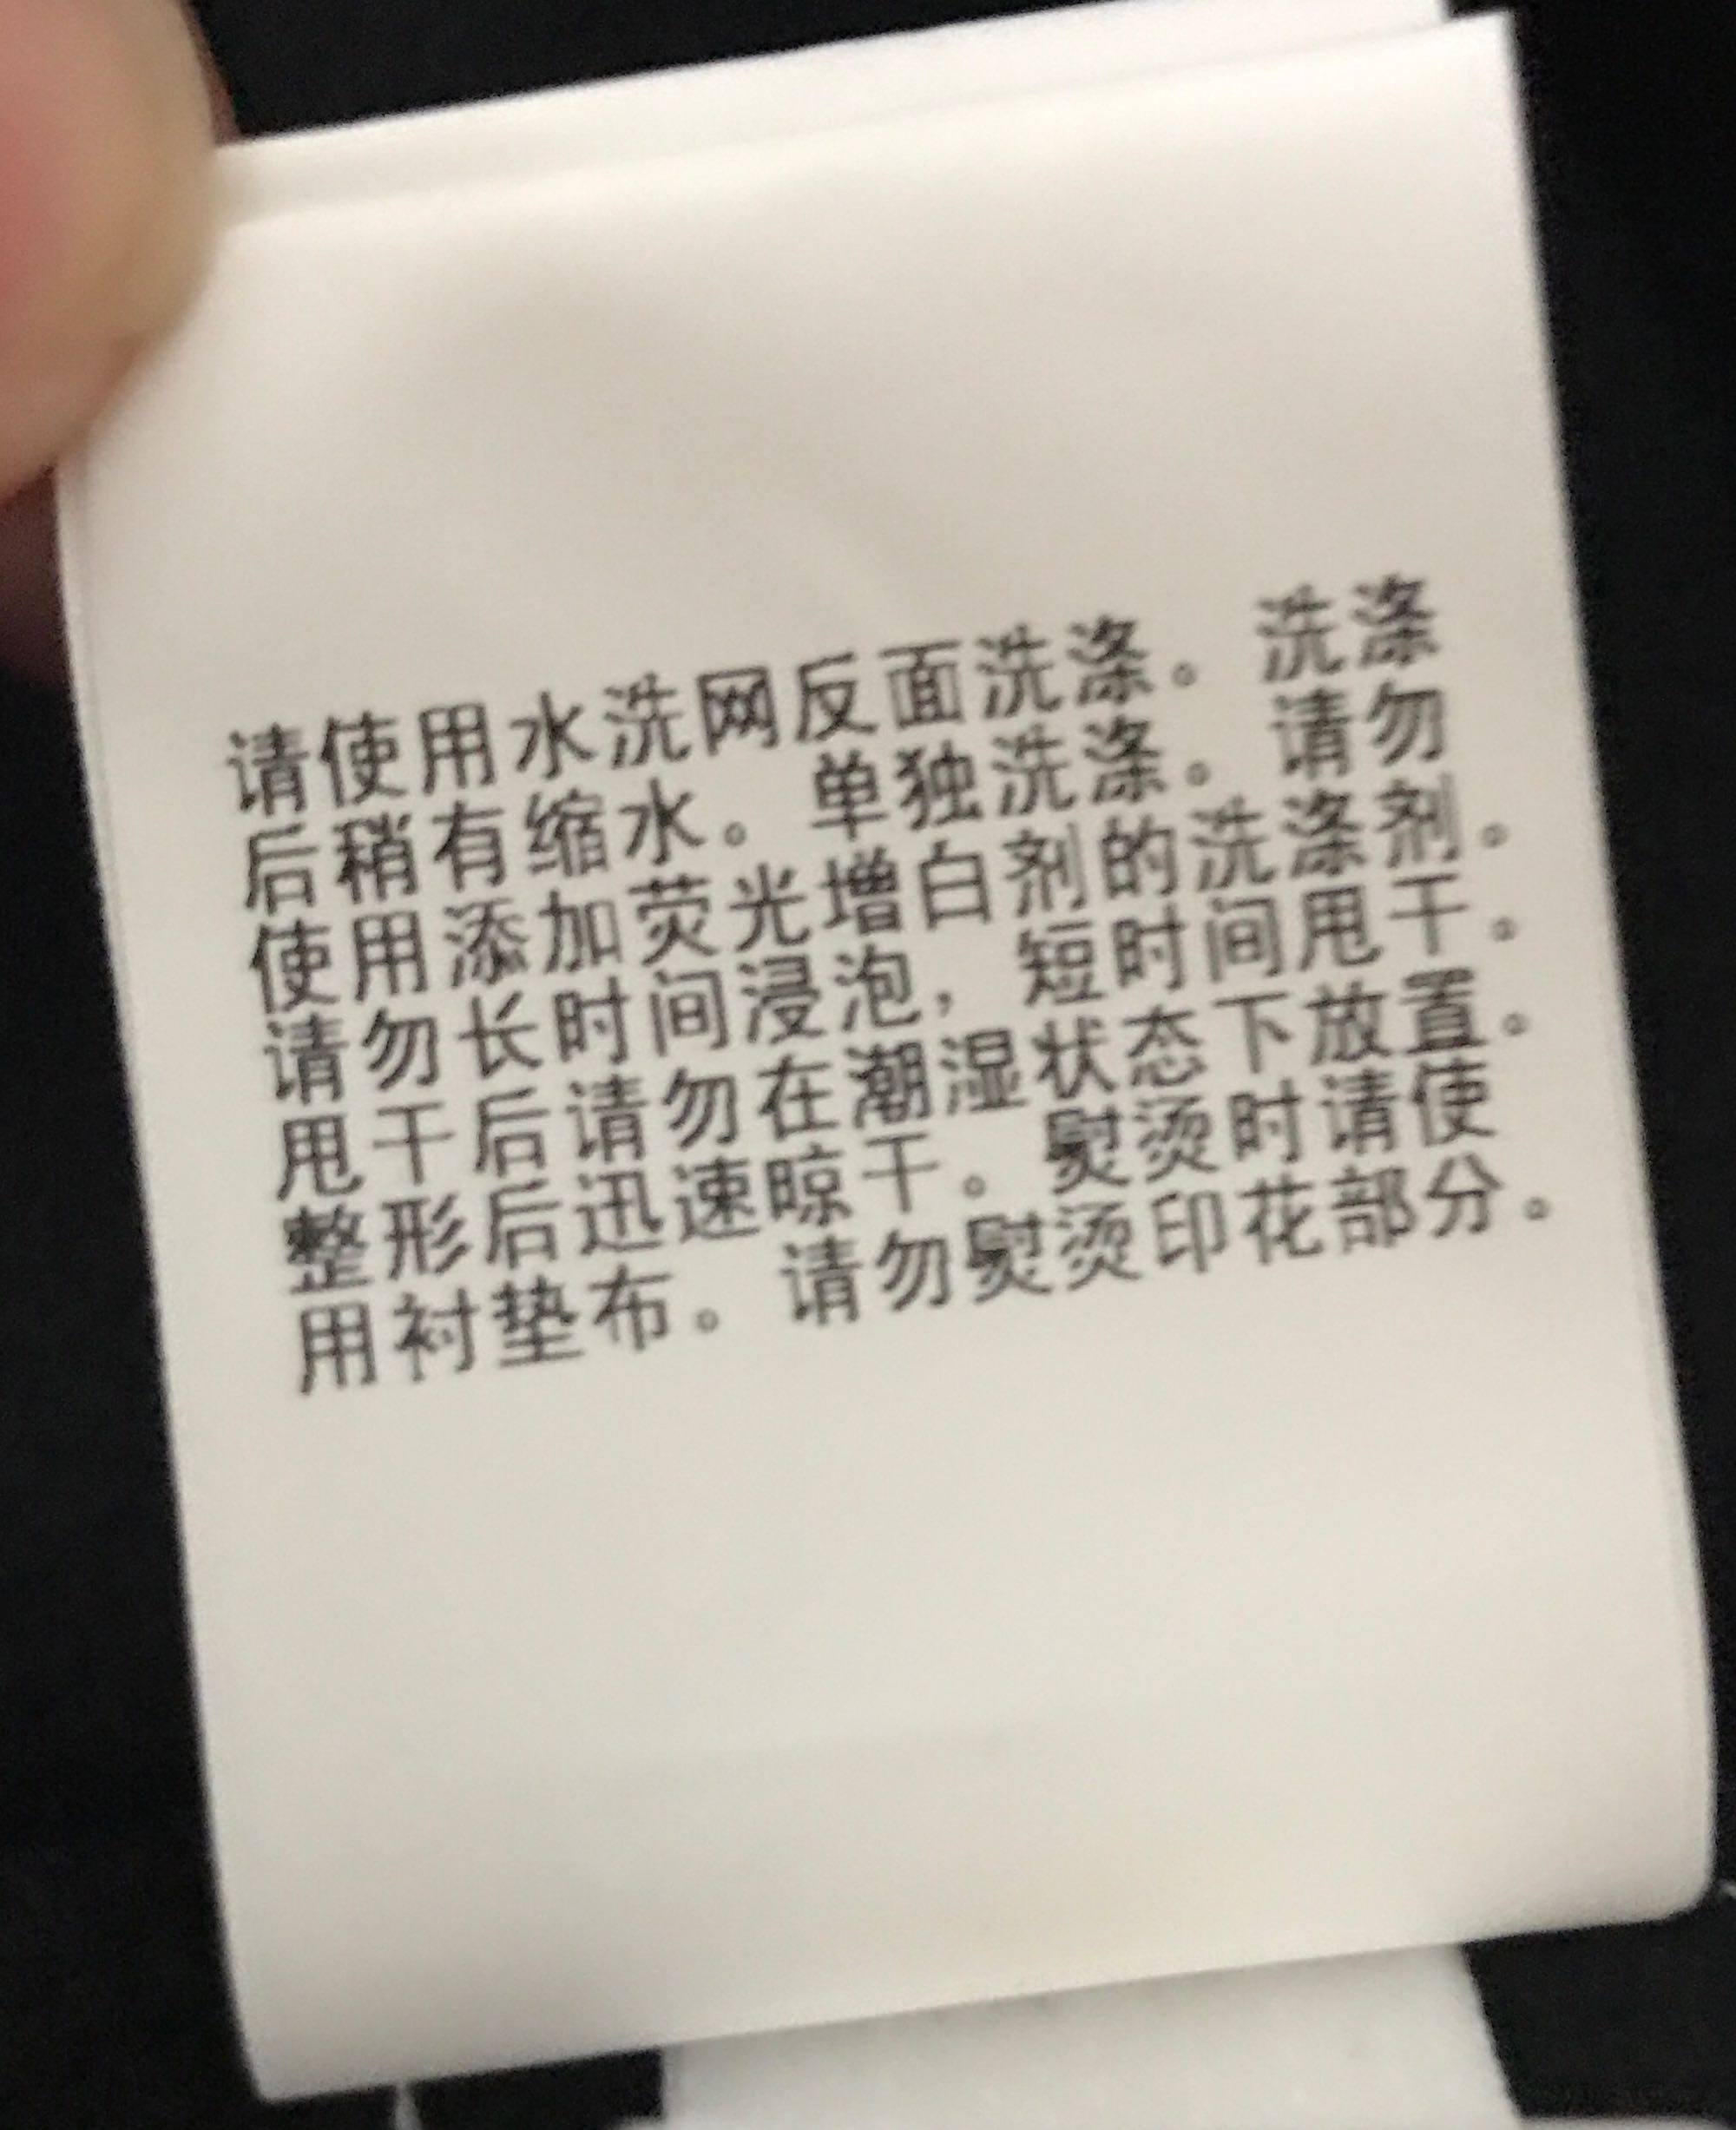 请使用水洗网反面洗涤。洗涤
后稍有缩水。单独洗涤。请勿
使用添加荧光增白剂的洗涤剂。
请勿长时间浸泡，短时间甩干。
甩干后请勿在潮湿状态下放置。
整形后迅速晾干。熨烫时请使
用衬垫布。请勿熨烫印花部分。